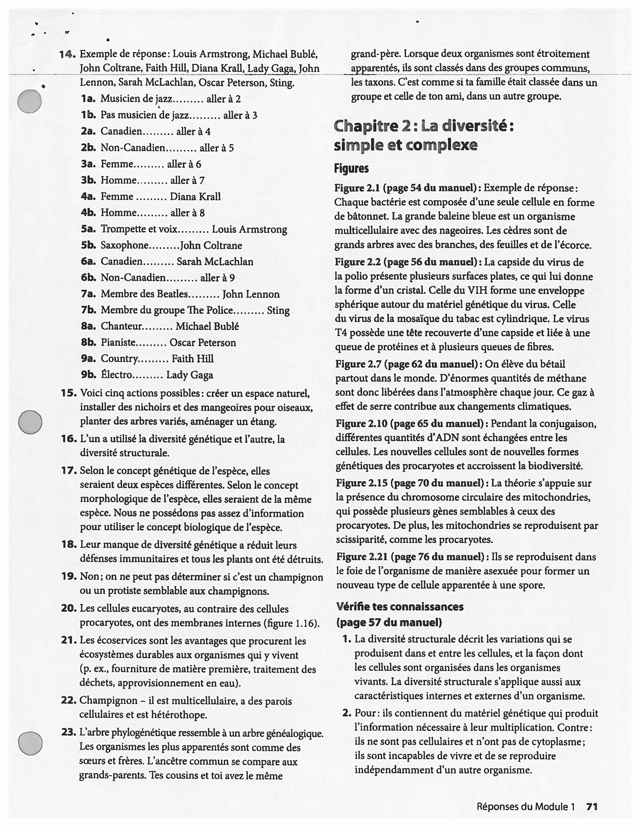 14. Exemple de réponse : Louis Armstrong, Michael Bublé,
John Coltrane, Faith Hill, Diana Krall, Lady Gaga, John
Lennon, Sarah McLachlan, Oscar Peterson, Sting.
1a. Musicien de jazz......... aller à 2
1b. Pas musicien de jazz......... aller à 3
2a. Canadien......... aller à 4
2b. Non-Canadien......... aller à 5
3a. Femme......... aller à 6
3b. Homme......... aller à 7
4a. Femme ......... Diana Krall
4b. Homme......... aller à 8
5a. Trompette et voix......... Louis Armstrong
5b. Saxophone.........John Coltrane
6a. Canadien......... Sarah McLachlan
6b. Non-Canadien......... aller à 9
7a. Membre des Beatles......... John Lennon
7b. Membre du groupe The Police......... Sting
8a. Chanteur......... Michael Bublé
8b. Pianiste......... Oscar Peterson
9a. Country......... Faith Hill
9b. Électro......... Lady Gaga
15. Voici cinq actions possibles : créer un espace naturel,
installer des nichoirs et des mangeoires pour oiseaux,
planter des arbres variés, aménager un étang.
16. L'un a utilisé la diversité génétique et l'autre, la
diversité structurale.
17. Selon le concept génétique de l'espèce, elles
seraient deux espèces différentes. Selon le concept
morphologique de l'espèce, elles seraient de la même
espèce. Nous ne possédons pas assez d'information
pour utiliser le concept biologique de l'espèce.
18. Leur manque de diversité génétique a réduit leurs
défenses immunitaires et tous les plants ont été détruits.
19. Non ; on ne peut pas déterminer si c'est un champignon
ou un protiste semblable aux champignons.
20. Les cellules eucaryotes, au contraire des cellules
procaryotes, ont des membranes internes (figure 1.16).
21. Les écoservices sont les avantages que procurent les
écosystèmes durables aux organismes qui y vivent
(p. ex., fourniture de matière première, traitement des
déchets, approvisionnement en eau).
22. Champignon – il est multicellulaire, a des parois
cellulaires et est hétérothope.
23. L'arbre phylogénétique ressemble à un arbre généalogique.
Les organismes les plus apparentés sont comme des
sœurs et frères. L'ancêtre commun se compare aux
grands-parents. Tes cousins et toi avez le même
grand-père. Lorsque deux organismes sont étroitement
apparentés, ils sont classés dans des groupes communs,
les taxons. C'est comme si ta famille était classée dans un
groupe et celle de ton ami, dans un autre groupe.
Chapitre 2 : La diversité :
simple et complexe
Figures
Figure 2.1 (page 54 du manuel) : Exemple de réponse :
Chaque bactérie est composée d'une seule cellule en forme
de bâtonnet. La grande baleine bleue est un organisme
multicellulaire avec des nageoires. Les cèdres sont de
grands arbres avec des branches, des feuilles et de l'écorce.
Figure 2.2 (page 56 du manuel) : La capside du virus de
la polio présente plusieurs surfaces plates, ce qui lui donne
la forme d'un cristal. Celle du VIH forme une enveloppe
sphérique autour du matériel génétique du virus. Celle
du virus de la mosaïque du tabac est cylindrique. Le virus
T4 possède une tête recouverte d'une capside et liée à une
queue de protéines et à plusieurs queues de fibres.
Figure 2.7 (page 62 du manuel) : On élève du bétail
partout dans le monde. D'énormes quantités de méthane
sont donc libérées dans l'atmosphère chaque jour. Ce gaz à
effet de serre contribue aux changements climatiques.
Figure 2.10 (page 65 du manuel) : Pendant la conjugaison,
différentes quantités d'ADN sont échangées entre les
cellules. Les nouvelles cellules sont de nouvelles formes
génétiques des procaryotes et accroissent la biodiversité.
Figure 2.15 (page 70 du manuel) : La théorie s'appuie sur
la présence du chromosome circulaire des mitochondries,
qui possède plusieurs gènes semblables à ceux des
procaryotes. De plus, les mitochondries se reproduisent par
scissiparité, comme les procaryotes.
Figure 2.21 (page 76 du manuel) : Ils se reproduisent dans
le foie de l'organisme de manière asexuée pour former un
nouveau type de cellule apparentée à une spore.
Vérifie tes connaissances
(page 57 du manuel)
1. La diversité structurale décrit les variations qui se
produisent dans et entre les cellules, et la façon dont
les cellules sont organisées dans les organismes
vivants. La diversité structurale s'applique aussi aux
caractéristiques internes et externes d'un organisme.
2. Pour : ils contiennent du matériel génétique qui produit
l'information nécessaire à leur multiplication. Contre :
ils ne sont pas cellulaires et n'ont pas de cytoplasme ;
ils sont incapables de vivre et de se reproduire
indépendamment d'un autre organisme.
Réponses du Module 1 71